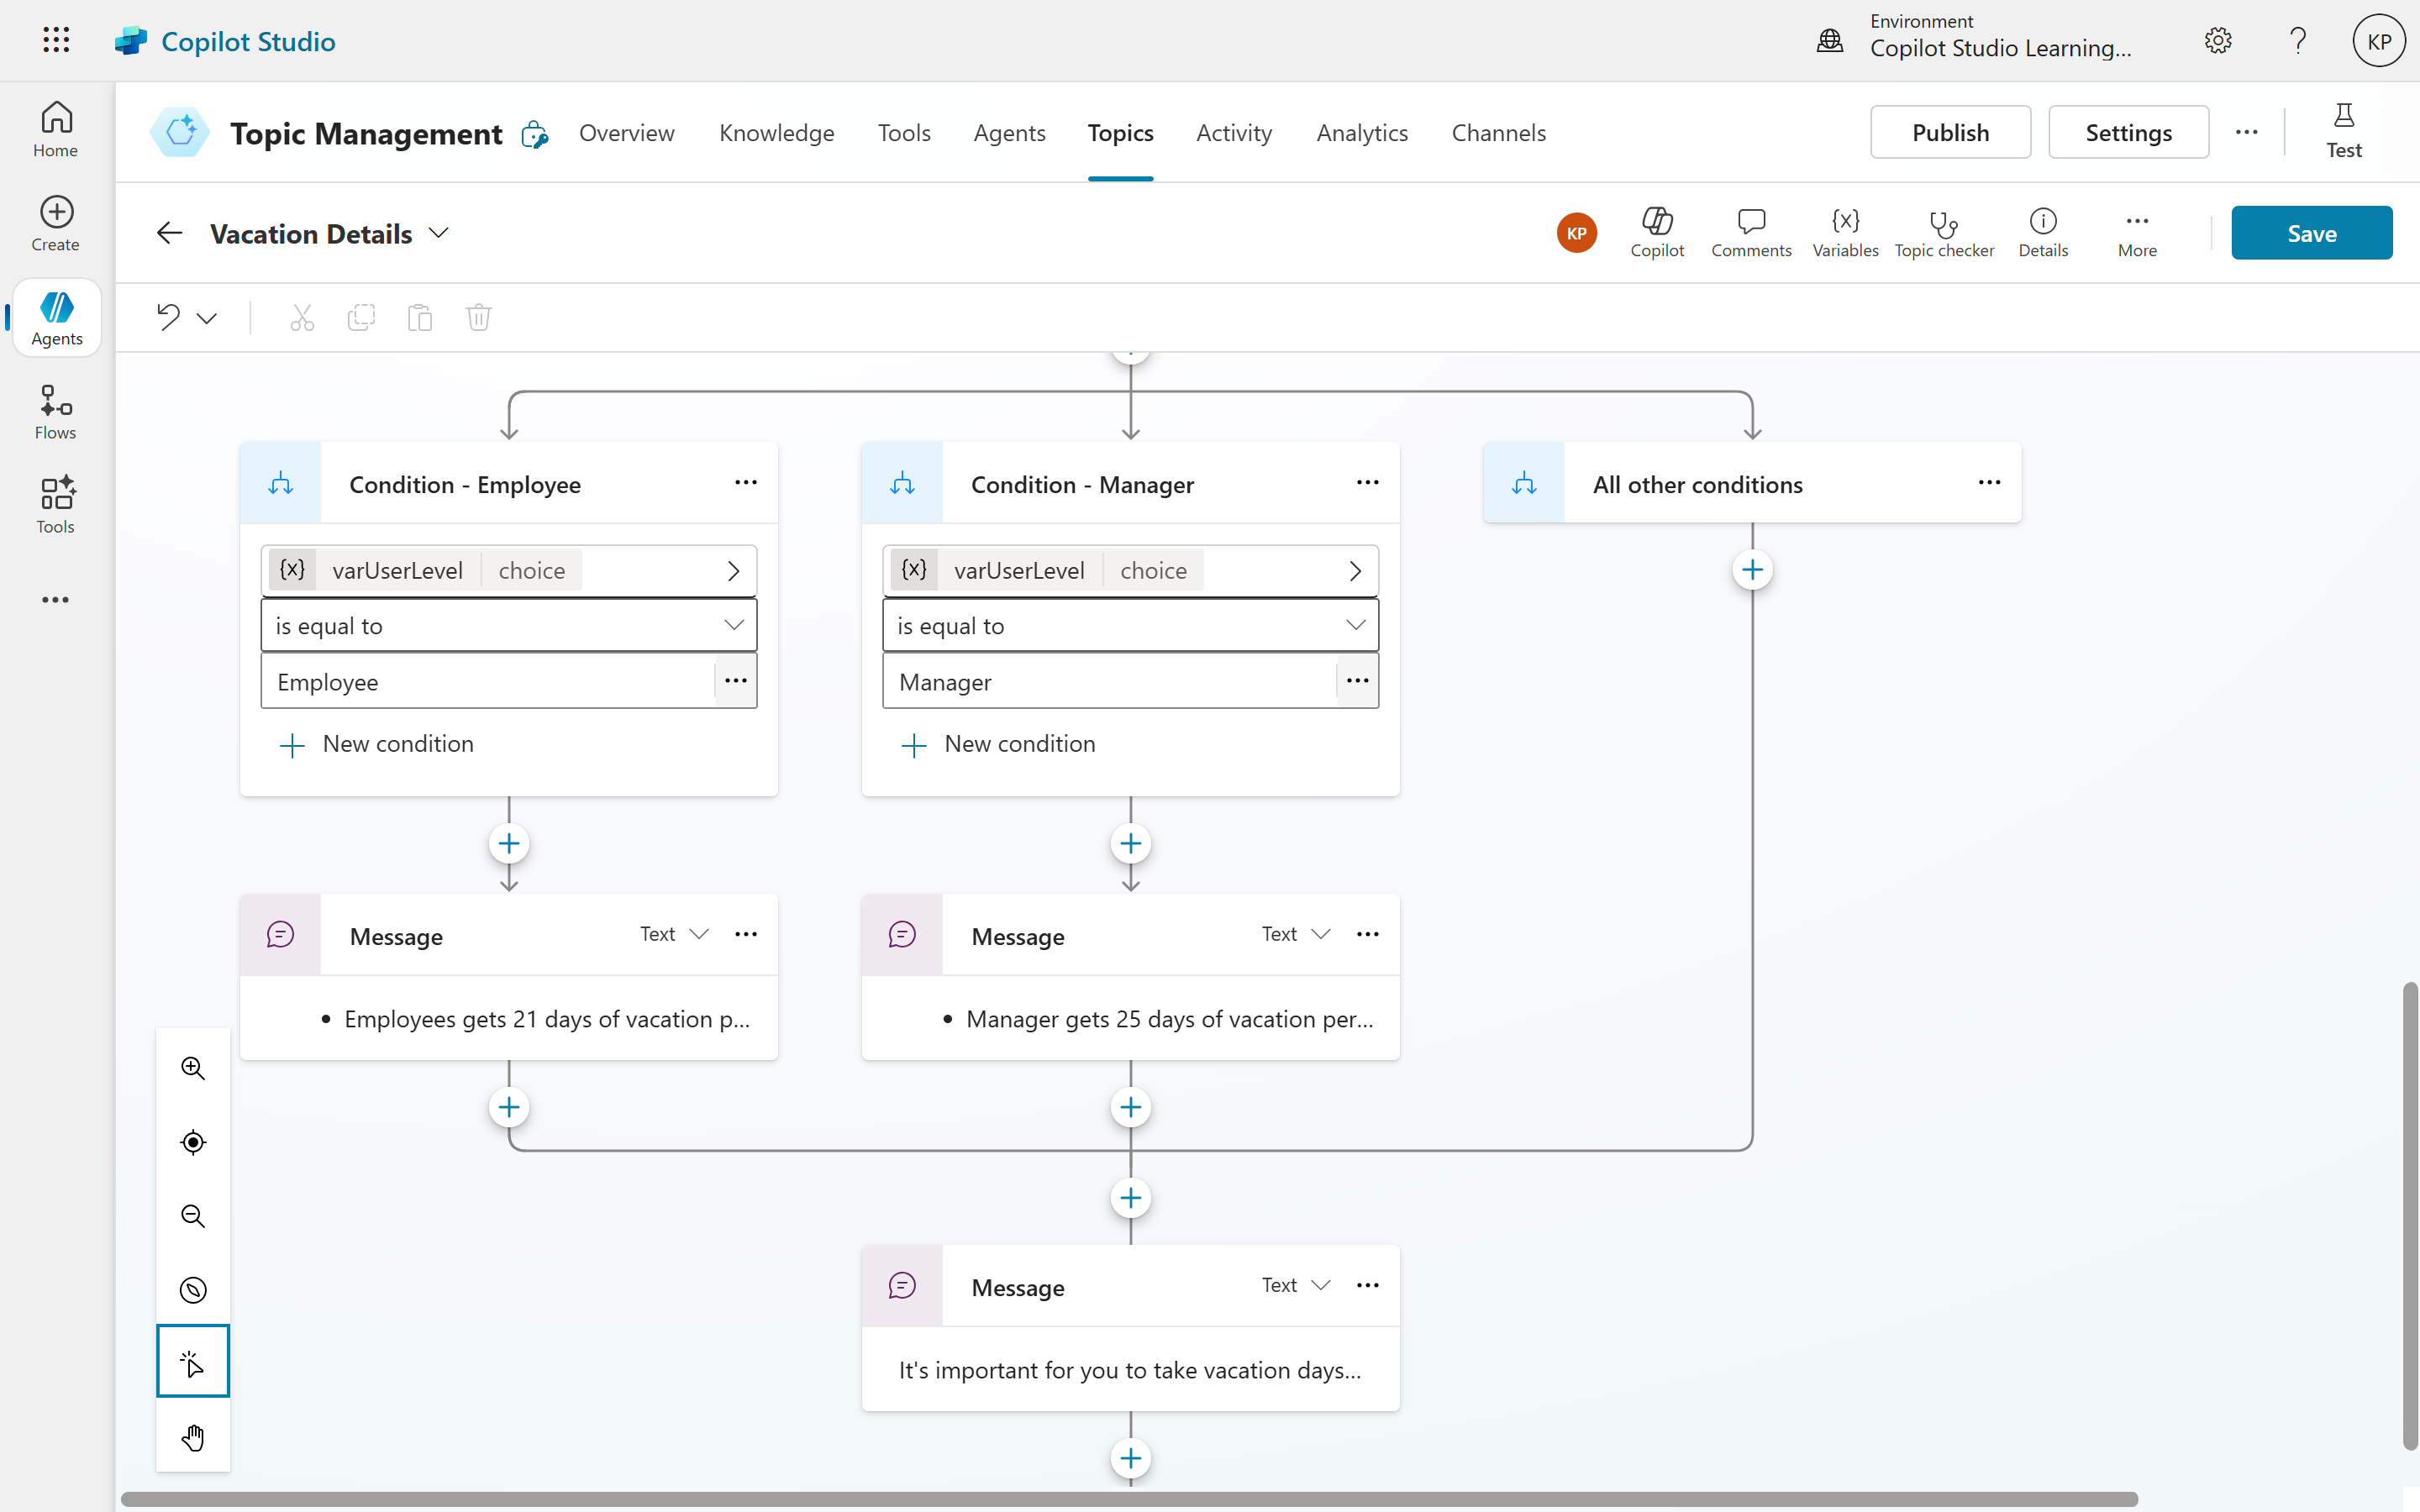 Copilot Studio
Environment
Copilot Studio Learning...
KP
Home
Create
Agents
Flows
Tools
Topic Management
Overview
Knowledge
Tools
Agents
Topics
Activity
Analytics
Channels
Publish
Settings
Test
Vacation Details
KP
Copilot
Comments
Variables
Topic checker
Details
More
Save
Condition - Employee
{x} varUserLevel choice
is equal to
Employee
New condition
Condition - Manager
{x} varUserLevel choice
is equal to
Manager
New condition
All other conditions
Message
Text
• Employees gets 21 days of vacation p...
Message
Text
• Manager gets 25 days of vacation per...
Message
Text
It's important for you to take vacation days...